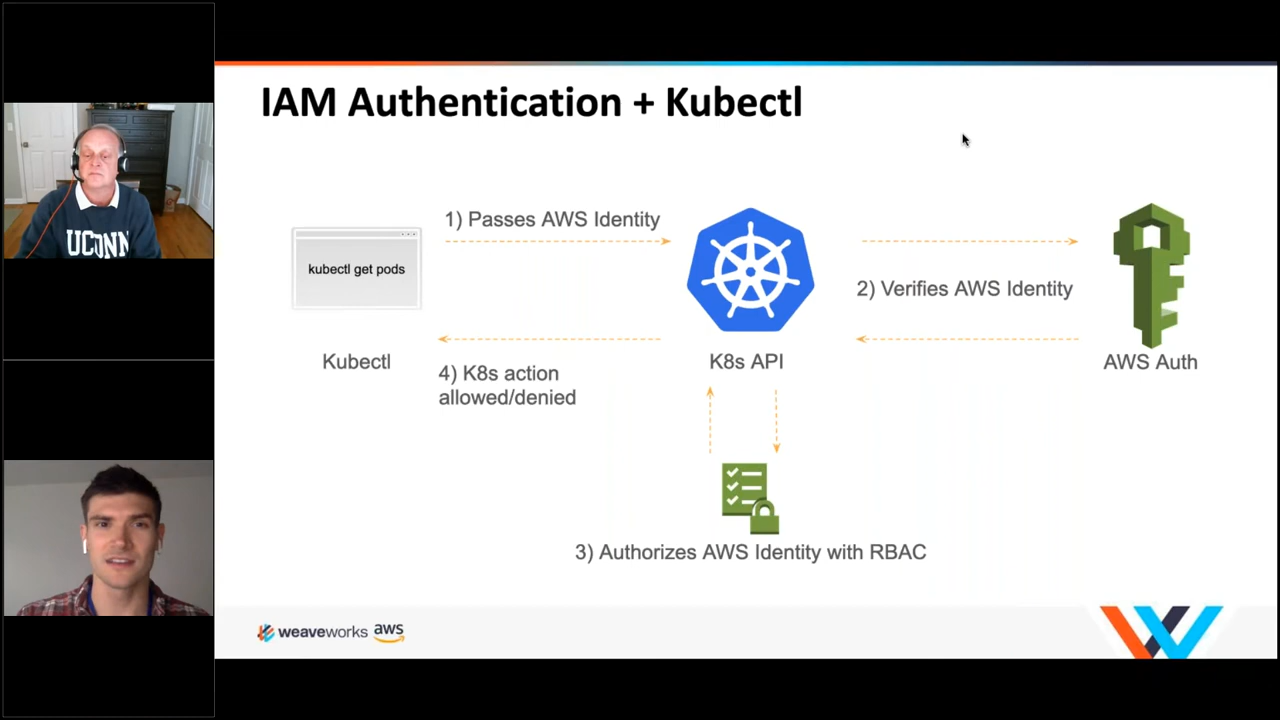 IAM Authentication + Kubectl
1) Passes AWS Identity
kubectl get pods
2) Verifies AWS Identity
Kubectl
K8s API
AWS Auth
4) K8s action
allowed/denied
3) Authorizes AWS Identity with RBAC
weaveworks
aws
UCONN